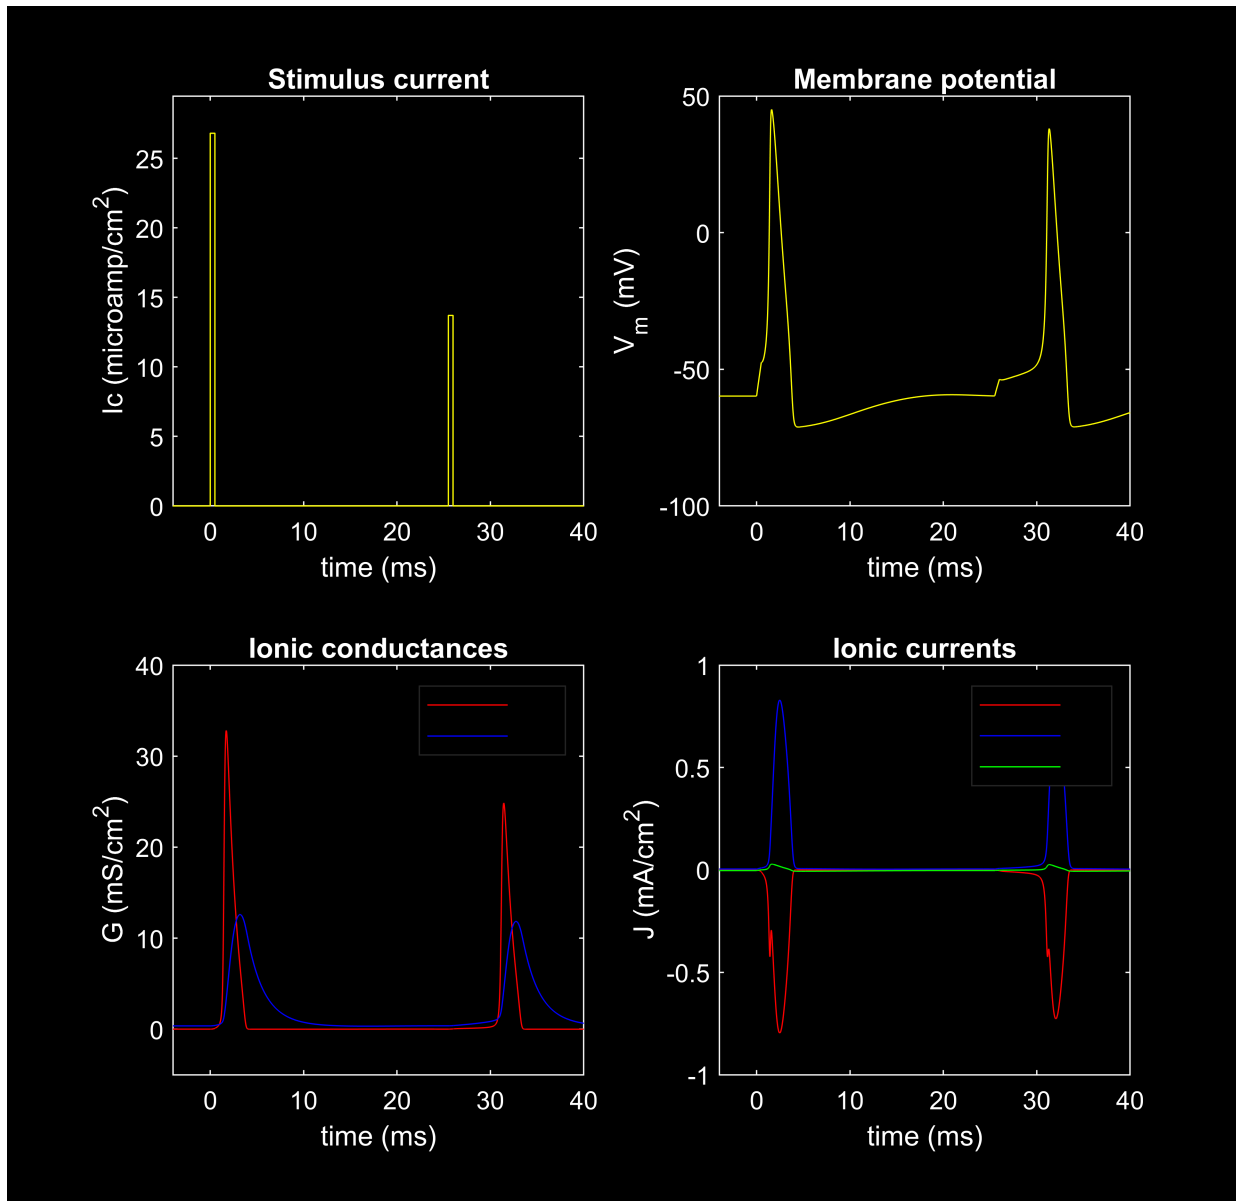 Stimulus current
Ic (microamp/cm²)
25
20
15
10
5
0
0 10 20 30 40
time (ms)
Membrane potential
Vₘ (mV)
50
0
-50
-100
0 10 20 30 40
time (ms)
Ionic conductances
G (mS/cm²)
40
30
20
10
0
0 10 20 30 40
time (ms)
Ionic currents
J (mA/cm²)
1
0.5
0
-0.5
-1
0 10 20 30 40
time (ms)